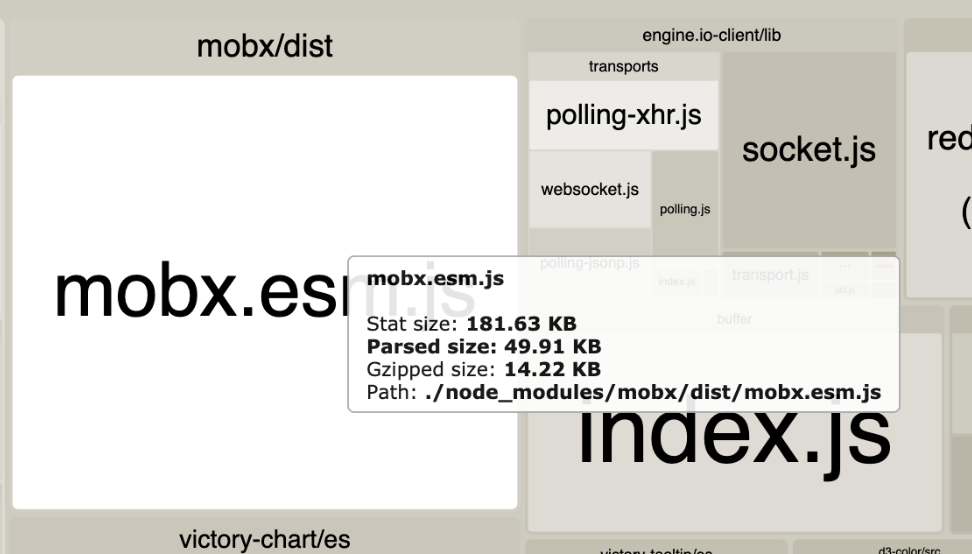 mobx/dist
mobx.esm.js
engine.io-client/lib
transports
polling-xhr.js
socket.js
websocket.js
polling.js
polling-jsonp.js
index.js
transport.js
buffer
index.js
mobx.esm.js
Stat size: 181.63 KB
Parsed size: 49.91 KB
Gzipped size: 14.22 KB
Path: ./node_modules/mobx/dist/mobx.esm.js
red
(
victory-chart/es
victory-tooltip/es
d3-color/src